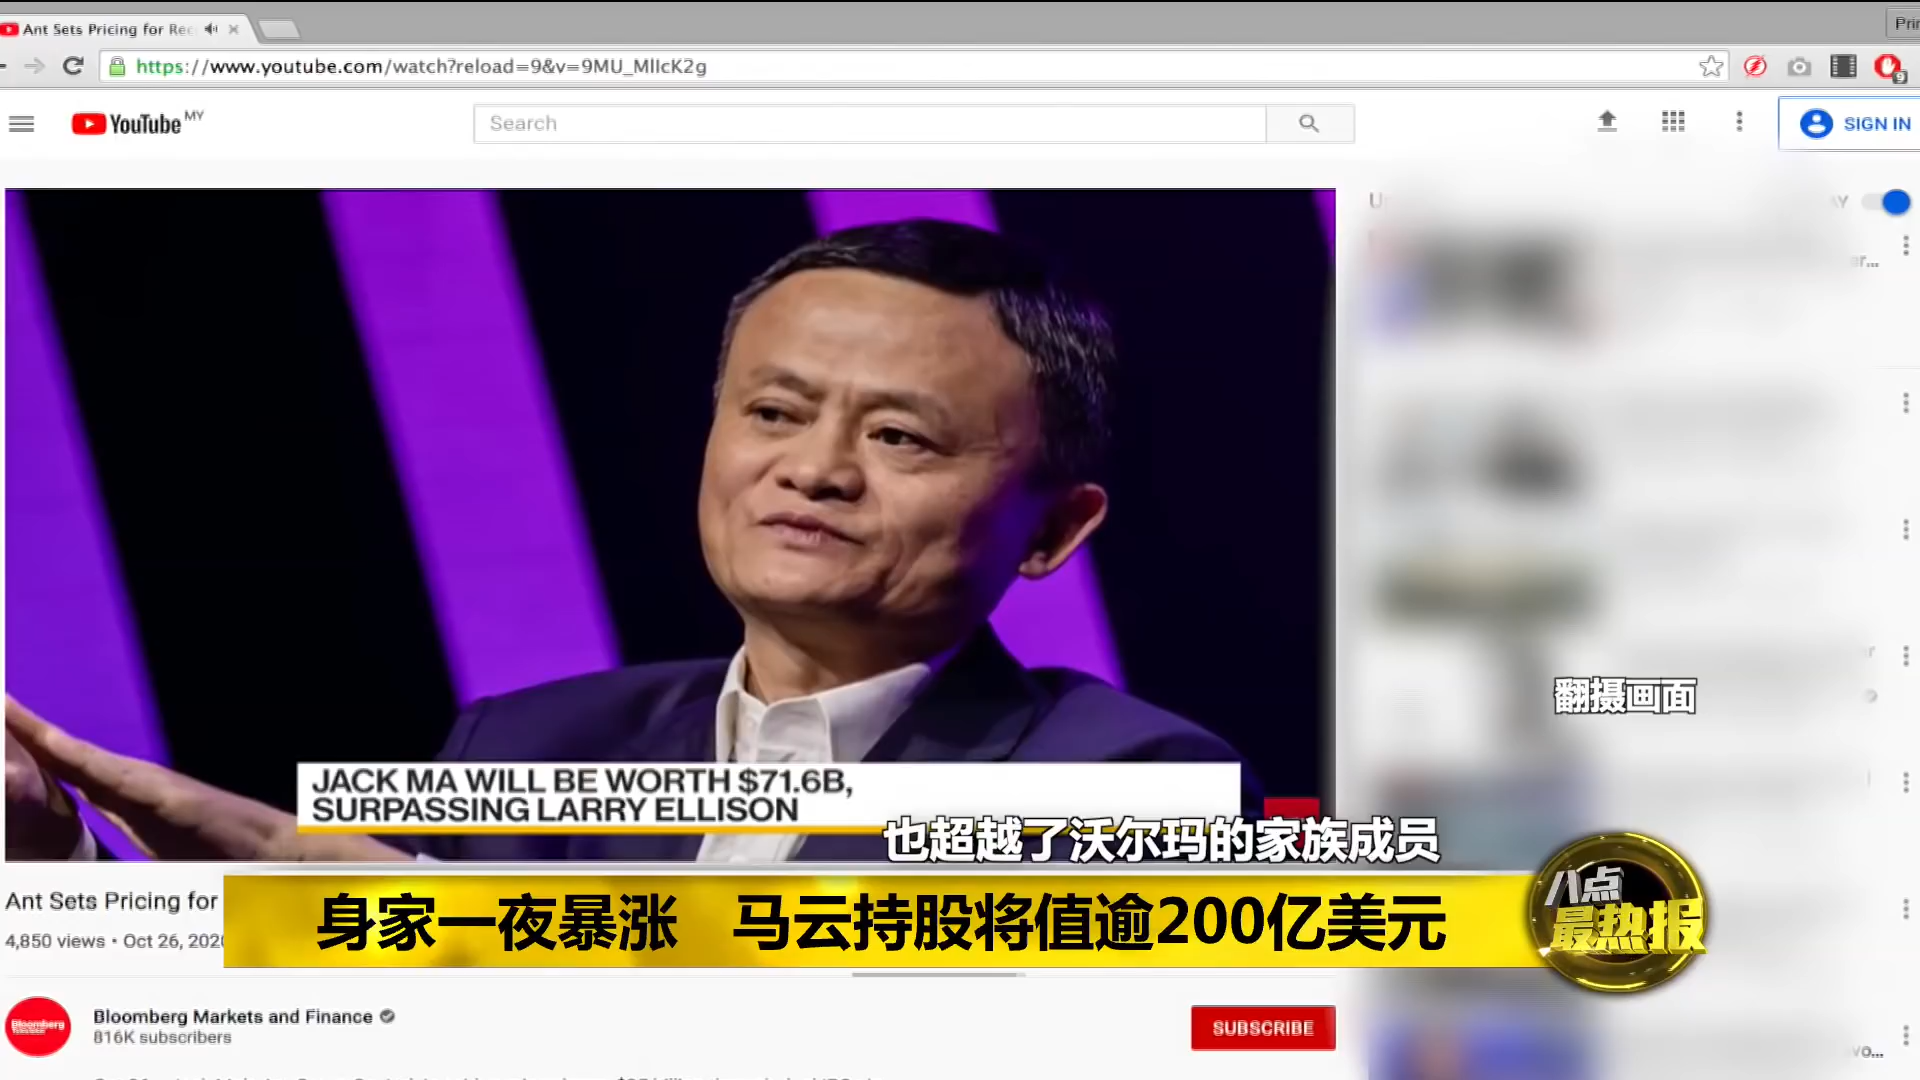 Ant Sets Pricing for Rec
https://www.youtube.com/watch?reload=9&v=9MU_MlIcK2g
YouTube MY
Search
SIGN IN
JACK MA WILL BE WORTH $71.6B,
SURPASSING LARRY ELLISON
翻摄画面
也超越了沃尔玛的家族成员
Ant Sets Pricing for
4,850 views • Oct 26, 2020
身家一夜暴涨 马云持股将值逾200亿美元
八点
最热报
Bloomberg Markets and Finance
816K subscribers
SUBSCRIBE